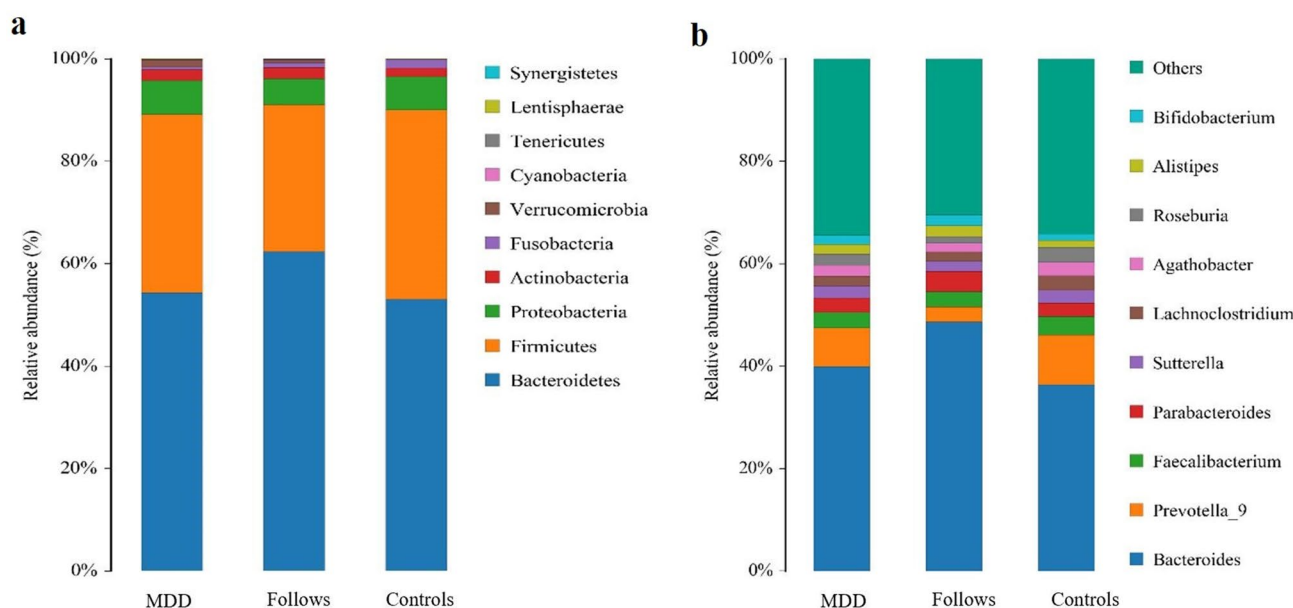 a
Relative abundance (%)
100%
80%
60%
40%
20%
0%
MDD
Follows
Controls
Synergistetes
Lentisphaerae
Tenericutes
Cyanobacteria
Verrucomicrobia
Fusobacteria
Actinobacteria
Proteobacteria
Firmicutes
Bacteroidetes
b
Relative abundance (%)
100%
80%
60%
40%
20%
0%
MDD
Follows
Controls
Others
Bifidobacterium
Alistipes
Roseburia
Agathobacter
Lachnoclostridium
Sutterella
Parabacteroides
Faecalibacterium
Prevotella_9
Bacteroides